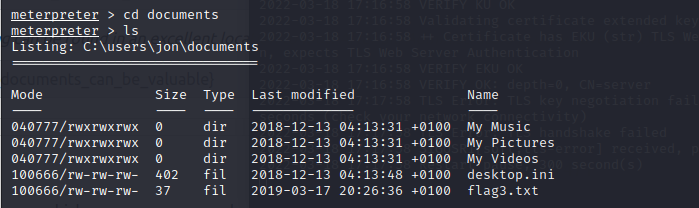 meterpreter > cd documents
meterpreter > ls
Listing: C:\users\jon\documents
===============================
Mode Size Type Last modified Name
---- ---- ---- ------------- ----
040777/rwxrwxrwx 0 dir 2018-12-13 04:13:31 +0100 My Music
040777/rwxrwxrwx 0 dir 2018-12-13 04:13:31 +0100 My Pictures
040777/rwxrwxrwx 0 dir 2018-12-13 04:13:31 +0100 My Videos
100666/rw-rw-rw- 402 fil 2018-12-13 04:13:48 +0100 desktop.ini
100666/rw-rw-rw- 37 fil 2019-03-17 20:26:36 +0100 flag3.txt